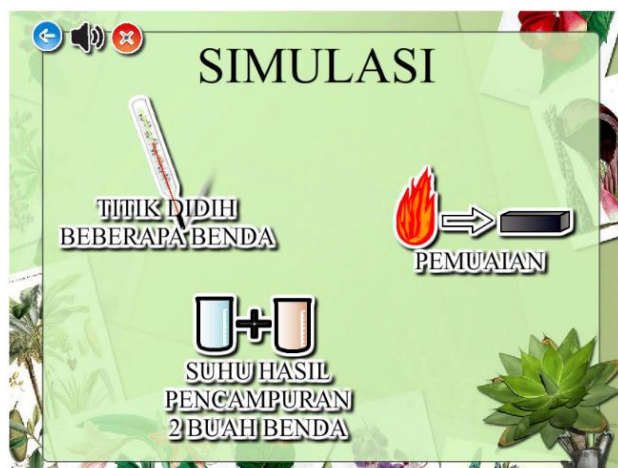 SIMULASI
TITIK DIDIH
BEBERAPA BENDA
PEMUAIAN
SUHU HASIL
PENCAMPURAN
2 BUAH BENDA